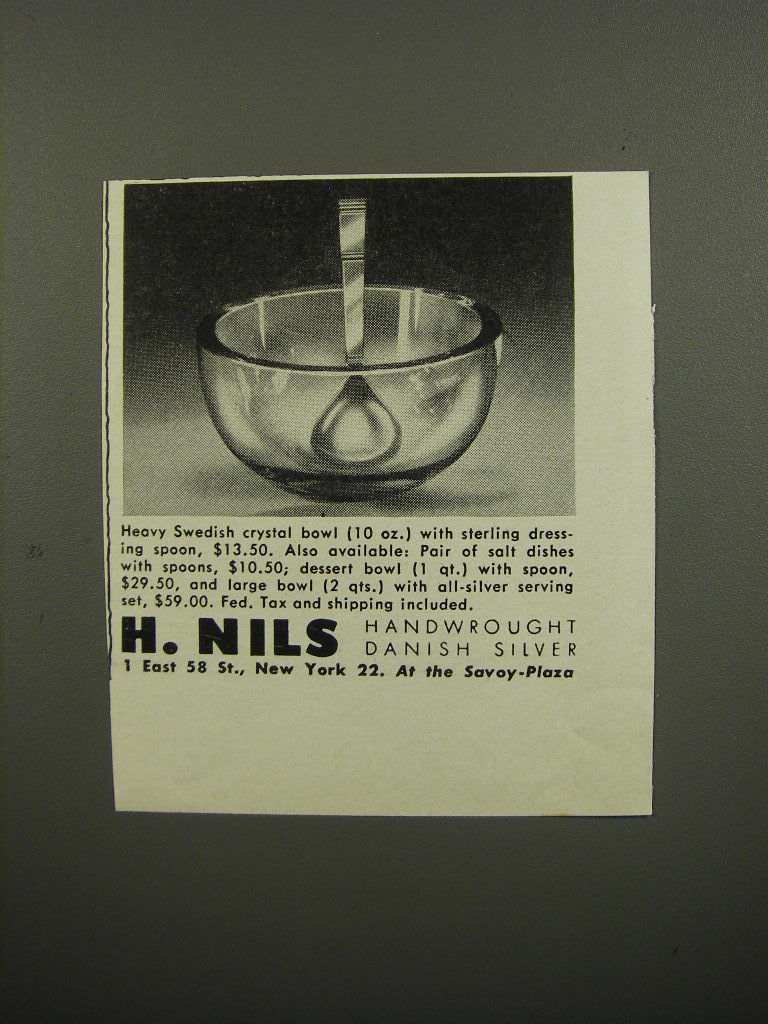 Heavy Swedish crystal bowl (10 oz.) with sterling dress-
ing spoon, $13.50. Also available: Pair of salt dishes
with spoons, $10.50; dessert bowl (1 qt.) with spoon,
$29.50, and large bowl (2 qts.) with all-silver serving
set, $59.00. Fed. Tax and shipping included.
H. NILS HANDWROUGHT
DANISH SILVER
1 East 58 St., New York 22. At the Savoy-Plaza